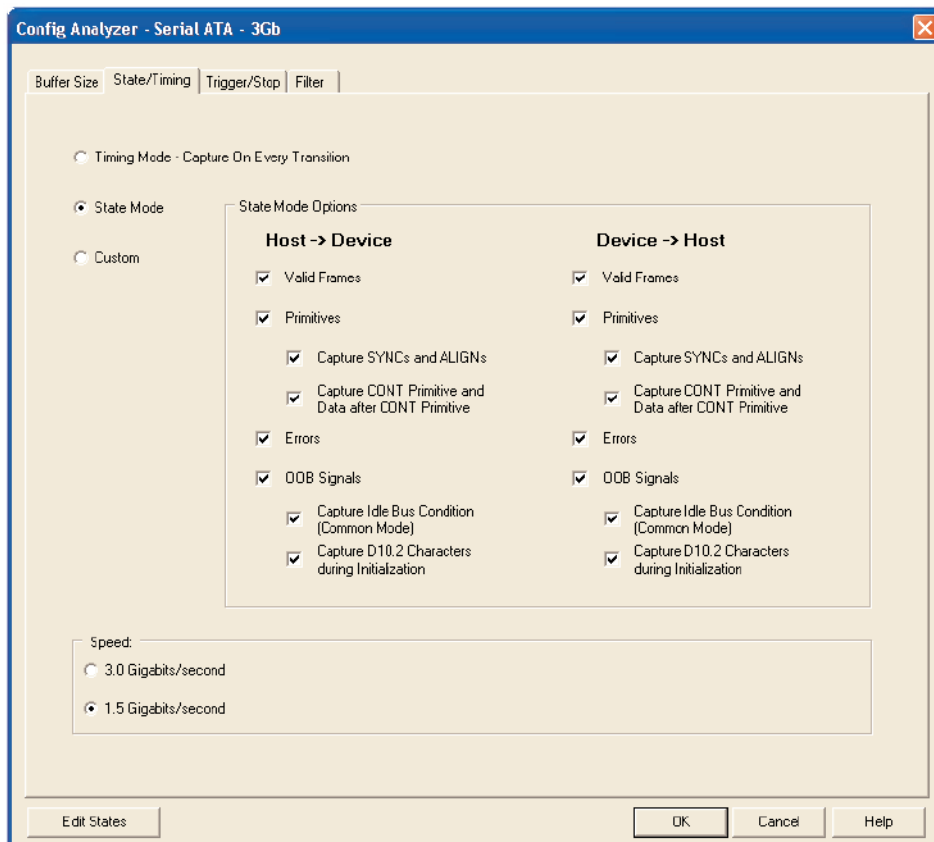 Config Analyzer - Serial ATA - 3Gb
Buffer Size
State/Timing
Trigger/Stop
Filter
Timing Mode - Capture On Every Transition
State Mode
Custom
State Mode Options
Host -> Device
Valid Frames
Primitives
Capture SYNCs and ALIGNs
Capture CONT Primitive and
Data after CONT Primitive
Errors
OOB Signals
Capture Idle Bus Condition
(Common Mode)
Capture D10.2 Characters
during Initialization
Device -> Host
Valid Frames
Primitives
Capture SYNCs and ALIGNs
Capture CONT Primitive and
Data after CONT Primitive
Errors
OOB Signals
Capture Idle Bus Condition
(Common Mode)
Capture D10.2 Characters
during Initialization
Speed:
3.0 Gigabits/second
1.5 Gigabits/second
Edit States
OK
Cancel
Help